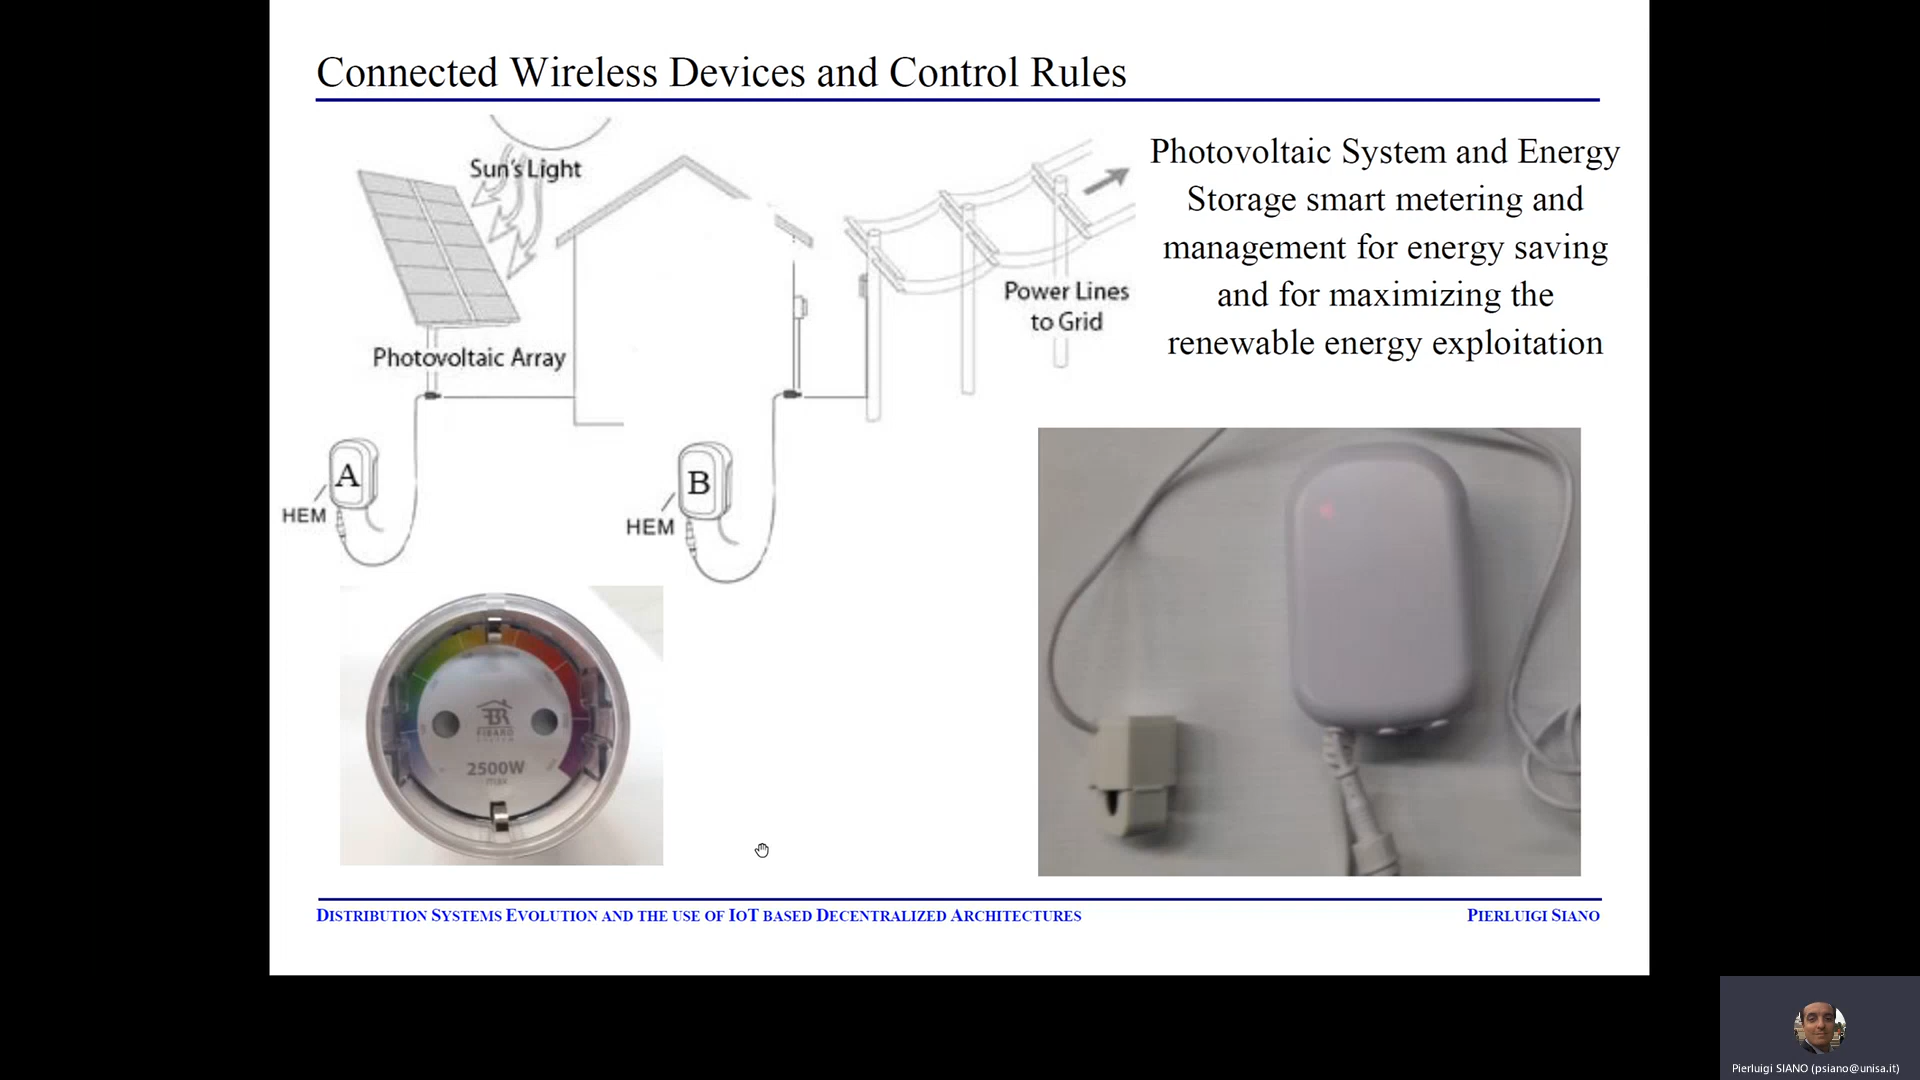 Connected Wireless Devices and Control Rules
Sun's Light
Photovoltaic Array
Power Lines
to Grid
A
HEM
B
HEM
Photovoltaic System and Energy
Storage smart metering and
management for energy saving
and for maximizing the
renewable energy exploitation
FIBARO
SYSTEM
2500W
max
DISTRIBUTION SYSTEMS EVOLUTION AND THE USE OF IOT BASED DECENTRALIZED ARCHITECTURES
PIERLUIGI SIANO
Pierluigi SIANO (psiano@unisa.it)